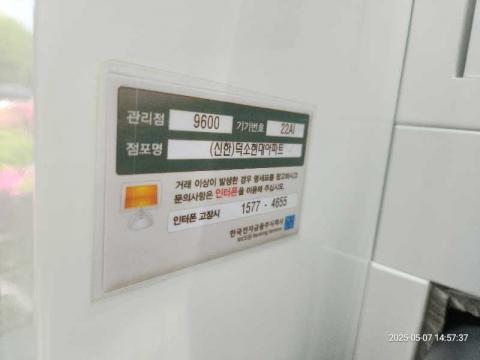 관리점 9600 기기번호 22AI
점포명 (신한)덕소현대아파트
거래 이상이 발생한 경우 명세표를 참고하시고
문의사항은 인터폰을 이용해 주십시오.
인터폰 고장시 1577 - 4655
한국전자금융주식회사
2025-05-07 14:57:37